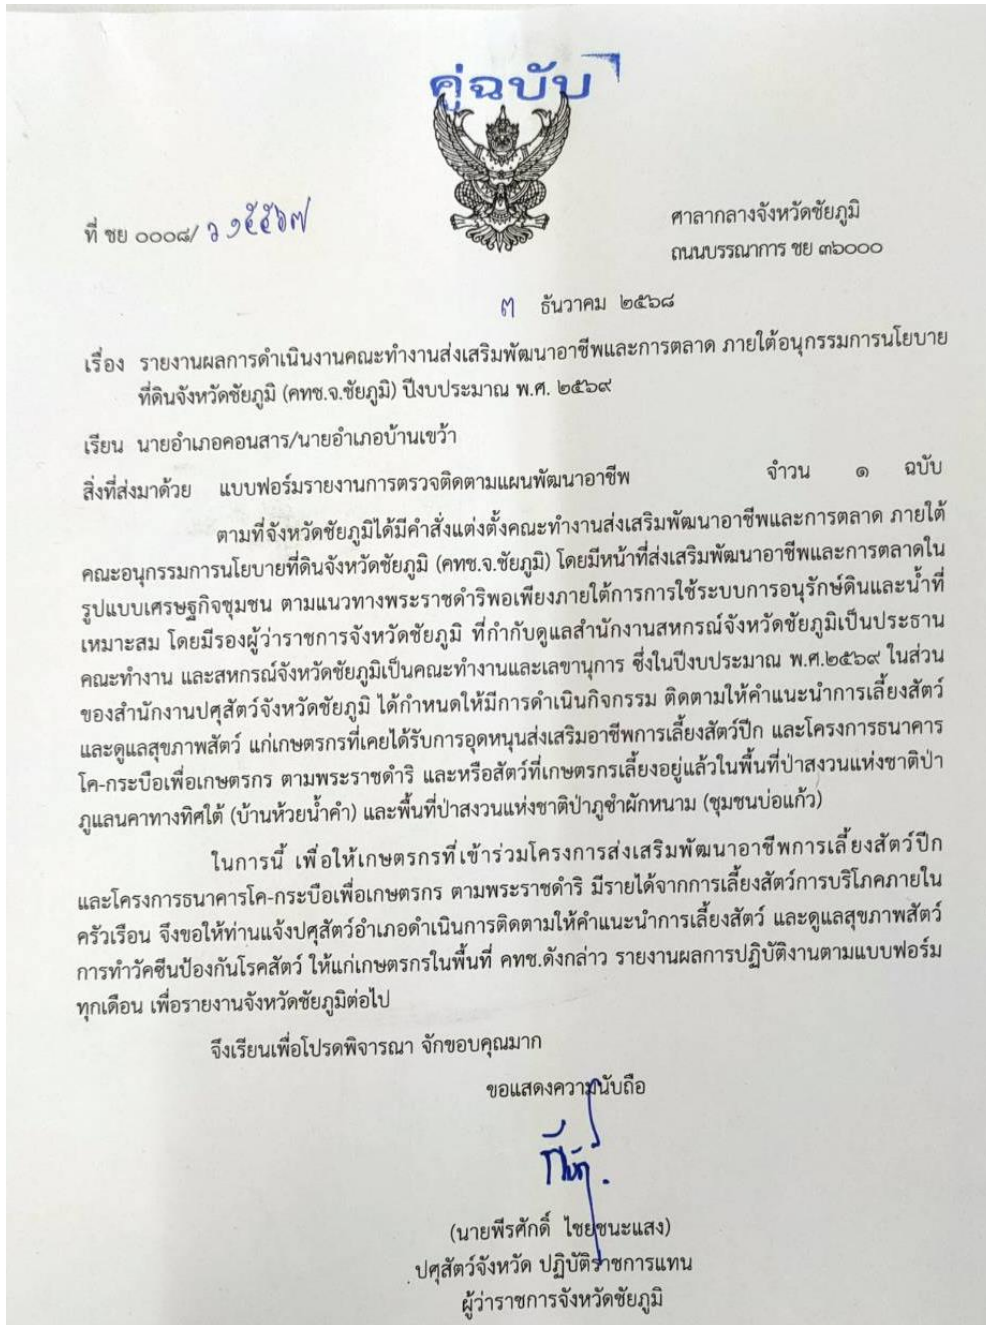 คู่ฉบับ
ที่ ชย ๐๐๐๘/
ศาลากลางจังหวัดชัยภูมิ
ถนนบรรณาการ ชย ๓๖๐๐๐
๓ ธันวาคม ๒๕๖๘
เรื่อง รายงานผลการดำเนินงานคณะทำงานส่งเสริมพัฒนาอาชีพและการตลาด ภายใต้อนุกรรมการนโยบาย
ที่ดินจังหวัดชัยภูมิ (คทช.จ.ชัยภูมิ) ปีงบประมาณ พ.ศ. ๒๕๖๙
เรียน นายอำเภอคอนสาร/นายอำเภอบ้านเขว้า
สิ่งที่ส่งมาด้วย แบบฟอร์มรายงานการตรวจติดตามแผนพัฒนาอาชีพ จำวน ๑ ฉบับ
ตามที่จังหวัดชัยภูมิได้มีคำสั่งแต่งตั้งคณะทำงานส่งเสริมพัฒนาอาชีพและการตลาด ภายใต้
คณะอนุกรรมการนโยบายที่ดินจังหวัดชัยภูมิ (คทช.จ.ชัยภูมิ) โดยมีหน้าที่ส่งเสริมพัฒนาอาชีพและการตลาดใน
รูปแบบเศรษฐกิจชุมชน ตามแนวทางพระราชดำริพอเพียงภายใต้การการใช้ระบบการอนุรักษ์ดินและน้ำที่
เหมาะสม โดยมีรองผู้ว่าราชการจังหวัดชัยภูมิ ที่กำกับดูแลสำนักงานสหกรณ์จังหวัดชัยภูมิเป็นประธาน
คณะทำงาน และสหกรณ์จังหวัดชัยภูมิเป็นคณะทำงานและเลขานุการ ซึ่งในปีงบประมาณ พ.ศ.๒๕๖๙ ในส่วน
ของสำนักงานปศุสัตว์จังหวัดชัยภูมิ ได้กำหนดให้มีการดำเนินกิจกรรม ติดตามให้คำแนะนำการเลี้ยงสัตว์
และดูแลสุขภาพสัตว์ แก่เกษตรกรที่เคยได้รับการอุดหนุนส่งเสริมอาชีพการเลี้ยงสัตว์ปีก และโครงการธนาคาร
โค-กระบือเพื่อเกษตรกร ตามพระราชดำริ และหรือสัตว์ที่เกษตรกรเลี้ยงอยู่แล้วในพื้นที่ป่าสงวนแห่งชาติป่า
ภูแลนคาทางทิศใต้ (บ้านห้วยน้ำคำ) และพื้นที่ป่าสงวนแห่งชาติป่าภูซำผักหนาม (ชุมชนบ่อแก้ว)
ในการนี้ เพื่อให้เกษตรกรที่เข้าร่วมโครงการส่งเสริมพัฒนาอาชีพการเลี้ยงสัตว์ปีก
และโครงการธนาคารโค-กระบือเพื่อเกษตรกร ตามพระราชดำริ มีรายได้จากการเลี้ยงสัตว์การบริโภคภายใน
ครัวเรือน จึงขอให้ท่านแจ้งปศุสัตว์อำเภอดำเนินการติดตามให้คำแนะนำการเลี้ยงสัตว์ และดูแลสุขภาพสัตว์
การทำวัคซีนป้องกันโรคสัตว์ ให้แก่เกษตรกรในพื้นที่ คทช.ดังกล่าว รายงานผลการปฏิบัติงานตามแบบฟอร์ม
ทุกเดือน เพื่อรายงานจังหวัดชัยภูมิต่อไป
จึงเรียนเพื่อโปรดพิจารณา จักขอบคุณมาก
ขอแสดงความนับถือ
(นายพีรศักดิ์ ไชยชนะแสง)
ปศุสัตว์จังหวัด ปฏิบัติราชการแทน
ผู้ว่าราชการจังหวัดชัยภูมิ